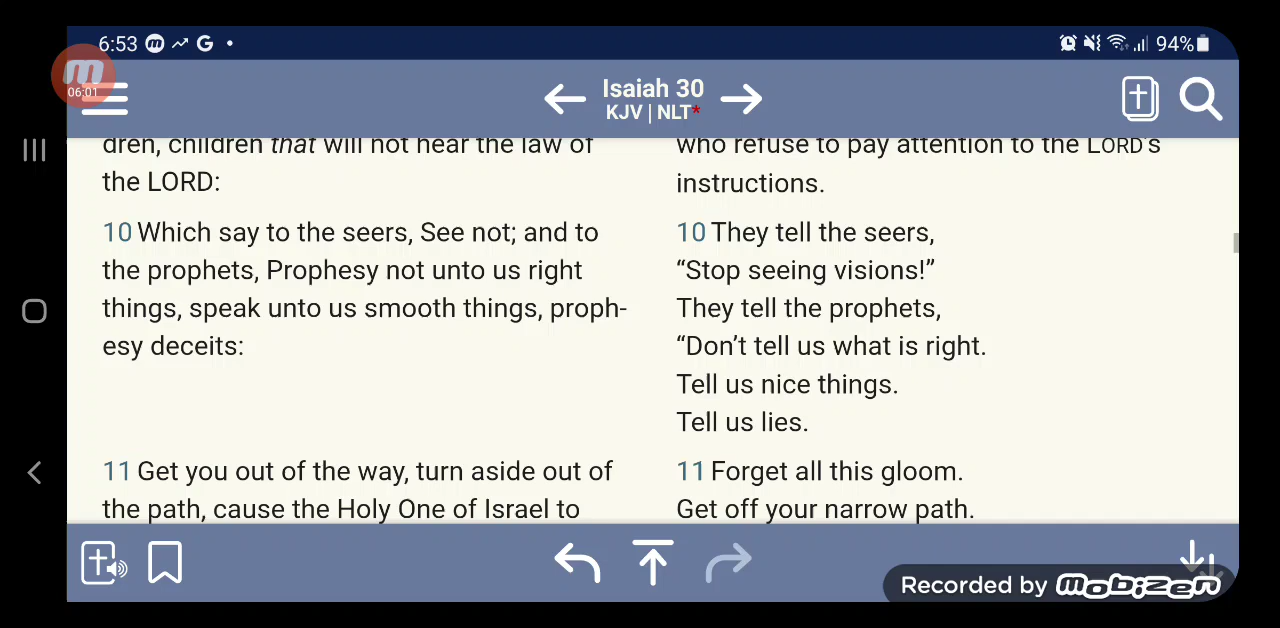 6:53
94%
m
06:01
Isaiah 30
KJV | NLT*
dren, children that will not hear the law of
the LORD:
10 Which say to the seers, See not; and to
the prophets, Prophesy not unto us right
things, speak unto us smooth things, proph-
esy deceits:
11 Get you out of the way, turn aside out of
the path, cause the Holy One of Israel to
who refuse to pay attention to the LORD's
instructions.
10 They tell the seers,
“Stop seeing visions!”
They tell the prophets,
“Don’t tell us what is right.
Tell us nice things.
Tell us lies.
11 Forget all this gloom.
Get off your narrow path.
Recorded by Mobizen